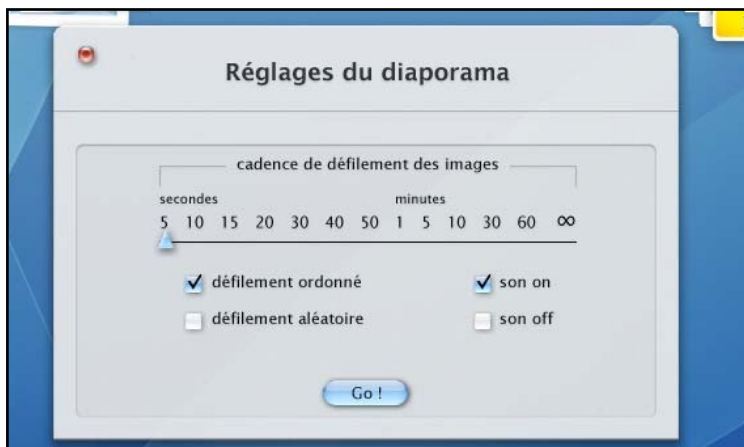 Réglages du diaporama
cadence de défilement des images
secondes minutes
5 10 15 20 30 40 50 1 5 10 30 60 ∞
défilement ordonné son on
défilement aléatoire son off
Go !